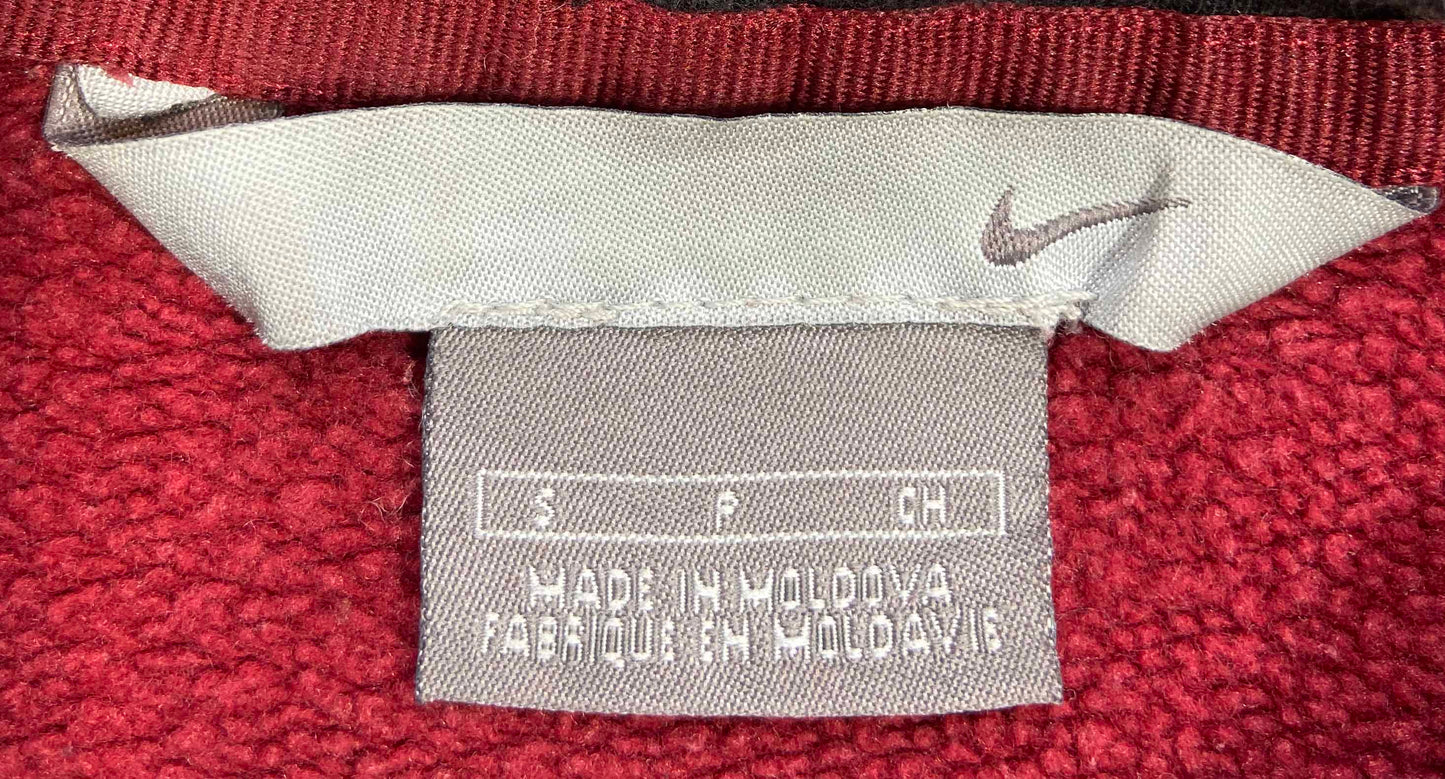 S P CH
MADE IN MOLDOVA
FABRIQUE EN MOLDAVIE